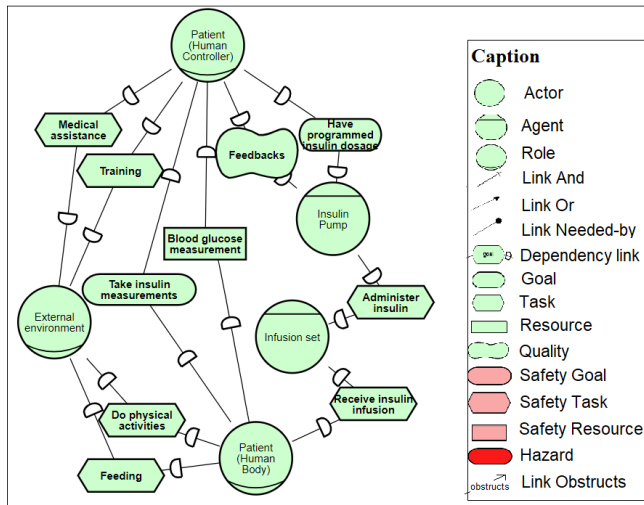 Patient
(Human
Controller)
Medical
assistance
Training
Feedbacks
Have
programmed
insulin dosage
Insulin
Pump
Blood glucose
measurement
Take insulin
measurements
Administer
insulin
External
environment
Infusion set
Receive insulin
infusion
Do physical
activities
Patient
(Human
Body)
Feeding
Caption
Actor
Agent
Role
Link And
Link Or
Link Needed-by
goal
Dependency link
Goal
Task
Resource
Quality
Safety Goal
Safety Task
Safety Resource
Hazard
obstructs
Link Obstructs